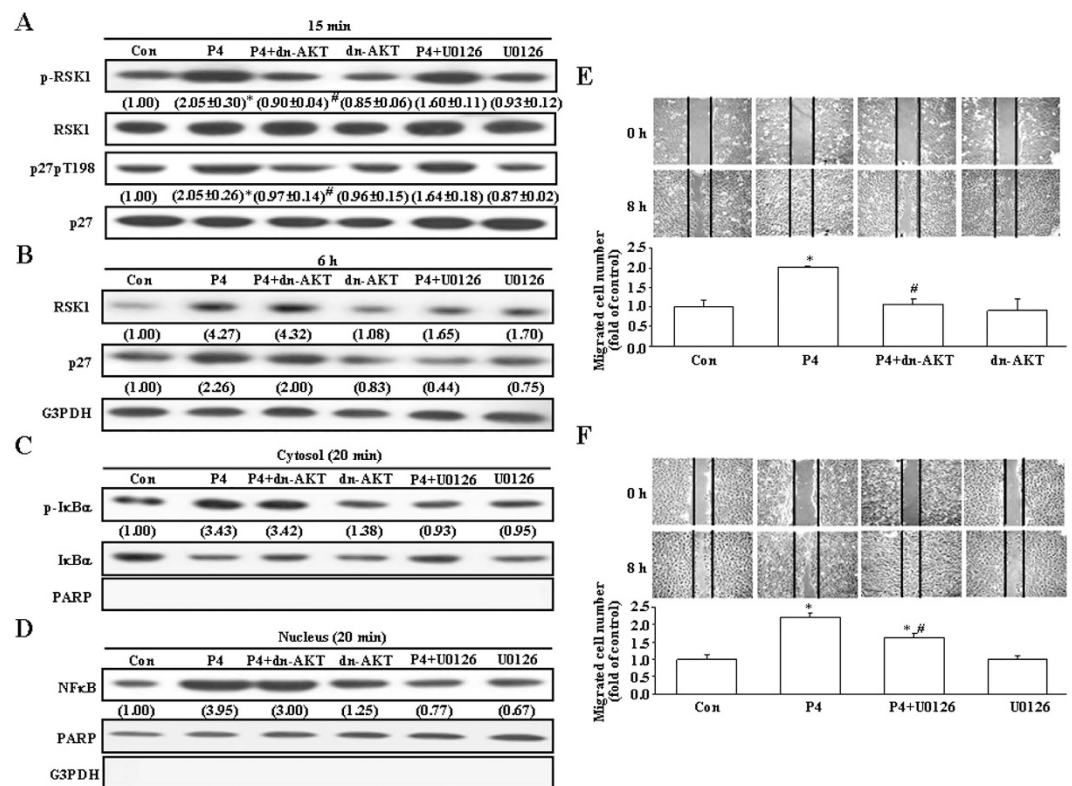 A
15 min
Con P4 P4+dn-AKT dn-AKT P4+U0126 U0126
p-RSK1
(1.00) (2.05±0.30)* (0.90±0.04)# (0.85±0.06) (1.60±0.11) (0.93±0.12)
RSK1
p27pT198
(1.00) (2.05±0.26)* (0.97±0.14)# (0.96±0.15) (1.64±0.18) (0.87±0.02)
p27
B
6 h
Con P4 P4+dn-AKT dn-AKT P4+U0126 U0126
RSK1
(1.00) (4.27) (4.32) (1.08) (1.65) (1.70)
p27
(1.00) (2.26) (2.00) (0.83) (0.44) (0.75)
G3PDH
C
Cytosol (20 min)
Con P4 P4+dn-AKT dn-AKT P4+U0126 U0126
p-IκBα
(1.00) (3.43) (3.42) (1.38) (0.93) (0.95)
IκBα
PARP
D
Nucleus (20 min)
Con P4 P4+dn-AKT dn-AKT P4+U0126 U0126
NFκB
(1.00) (3.95) (3.00) (1.25) (0.77) (0.67)
PARP
G3PDH
E
0 h
8 h
Migrated cell number
(fold of control)
2.5
2.0
1.5
1.0
0.5
0.0
*
#
Con P4 P4+dn-AKT dn-AKT
F
0 h
8 h
Migrated cell number
(fold of control)
2.5
2.0
1.5
1.0
0.5
0.0
*
* #
Con P4 P4+U0126 U0126